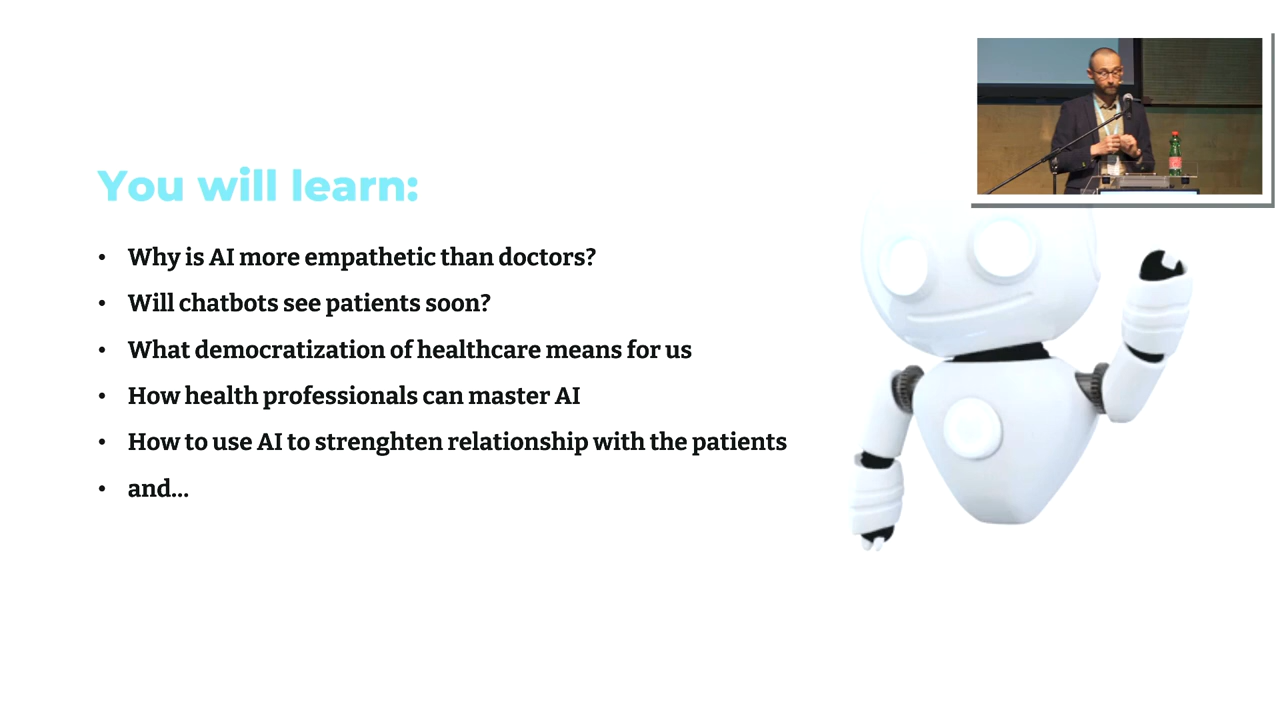 You will learn:
• Why is AI more empathetic than doctors?
• Will chatbots see patients soon?
• What democratization of healthcare means for us
• How health professionals can master AI
• How to use AI to strenghten relationship with the patients
• and...